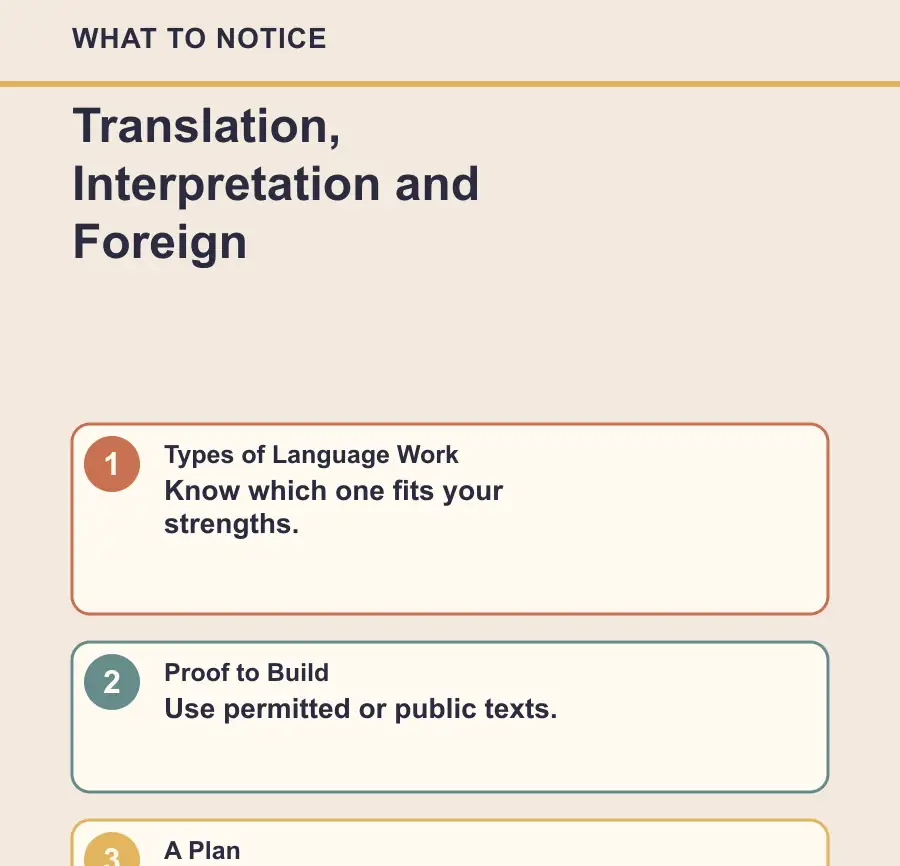 WHAT TO NOTICE
Translation,
Interpretation and
Foreign
1
Types of Language Work
Know which one fits your
strengths.
2
Proof to Build
Use permitted or public texts.
3
A Plan